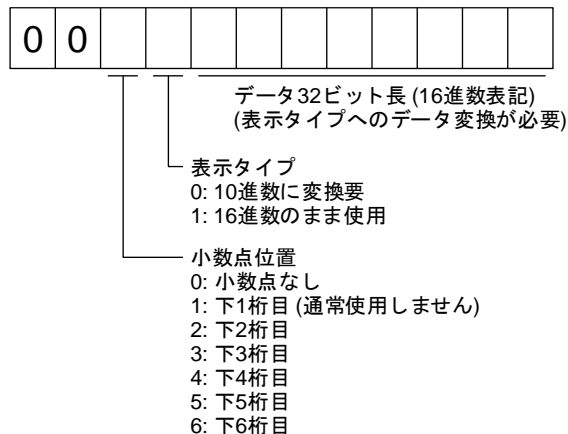 0 0
データ32ビット長 (16進数表記)
(表示タイプへのデータ変換が必要)
表示タイプ
0: 10進数に変換要
1: 16進数のまま使用
小数点位置
0: 小数点なし
1: 下1桁目 (通常使用しません)
2: 下2桁目
3: 下3桁目
4: 下4桁目
5: 下5桁目
6: 下6桁目